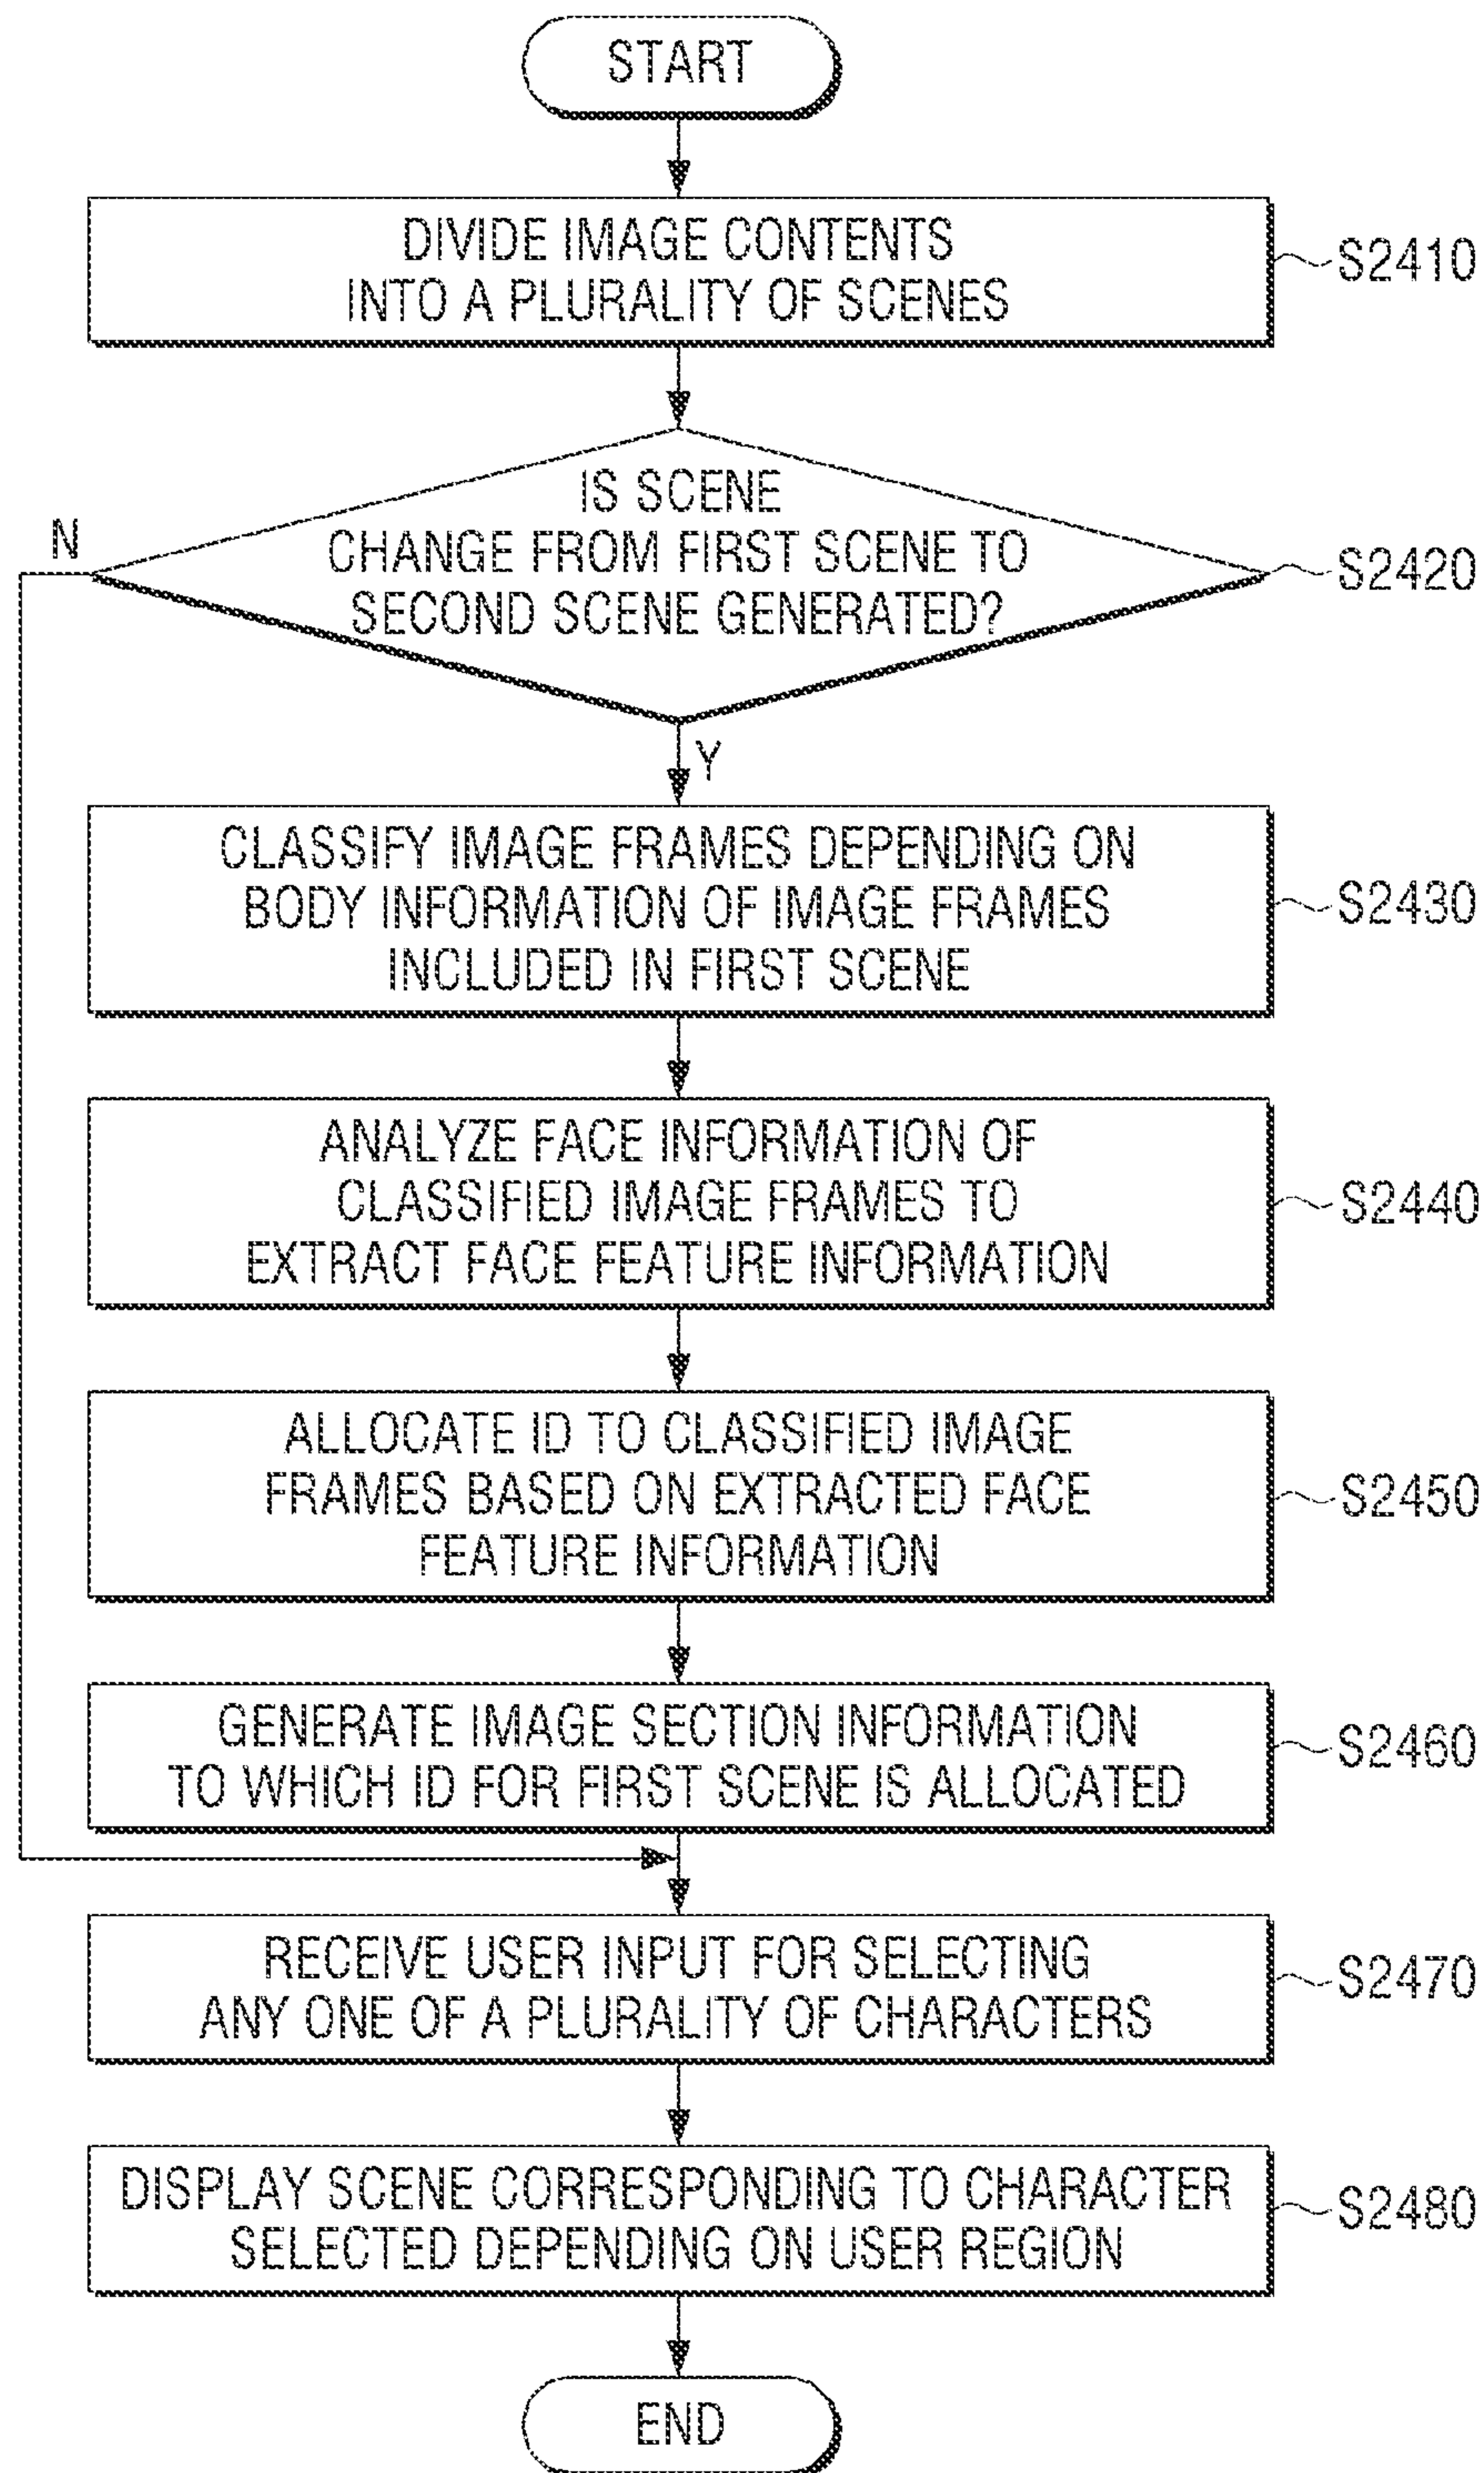 START
DIVIDE IMAGE CONTENTS
INTO A PLURALITY OF SCENES
S2410
IS SCENE
CHANGE FROM FIRST SCENE TO
SECOND SCENE GENERATED?
N
S2420
Y
CLASSIFY IMAGE FRAMES DEPENDING ON
BODY INFORMATION OF IMAGE FRAMES
INCLUDED IN FIRST SCENE
S2430
ANALYZE FACE INFORMATION OF
CLASSIFIED IMAGE FRAMES TO
EXTRACT FACE FEATURE INFORMATION
S2440
ALLOCATE ID TO CLASSIFIED IMAGE
FRAMES BASED ON EXTRACTED FACE
FEATURE INFORMATION
S2450
GENERATE IMAGE SECTION INFORMATION
TO WHICH ID FOR FIRST SCENE IS ALLOCATED
S2460
RECEIVE USER INPUT FOR SELECTING
ANY ONE OF A PLURALITY OF CHARACTERS
S2470
DISPLAY SCENE CORRESPONDING TO CHARACTER
SELECTED DEPENDING ON USER REGION
S2480
END